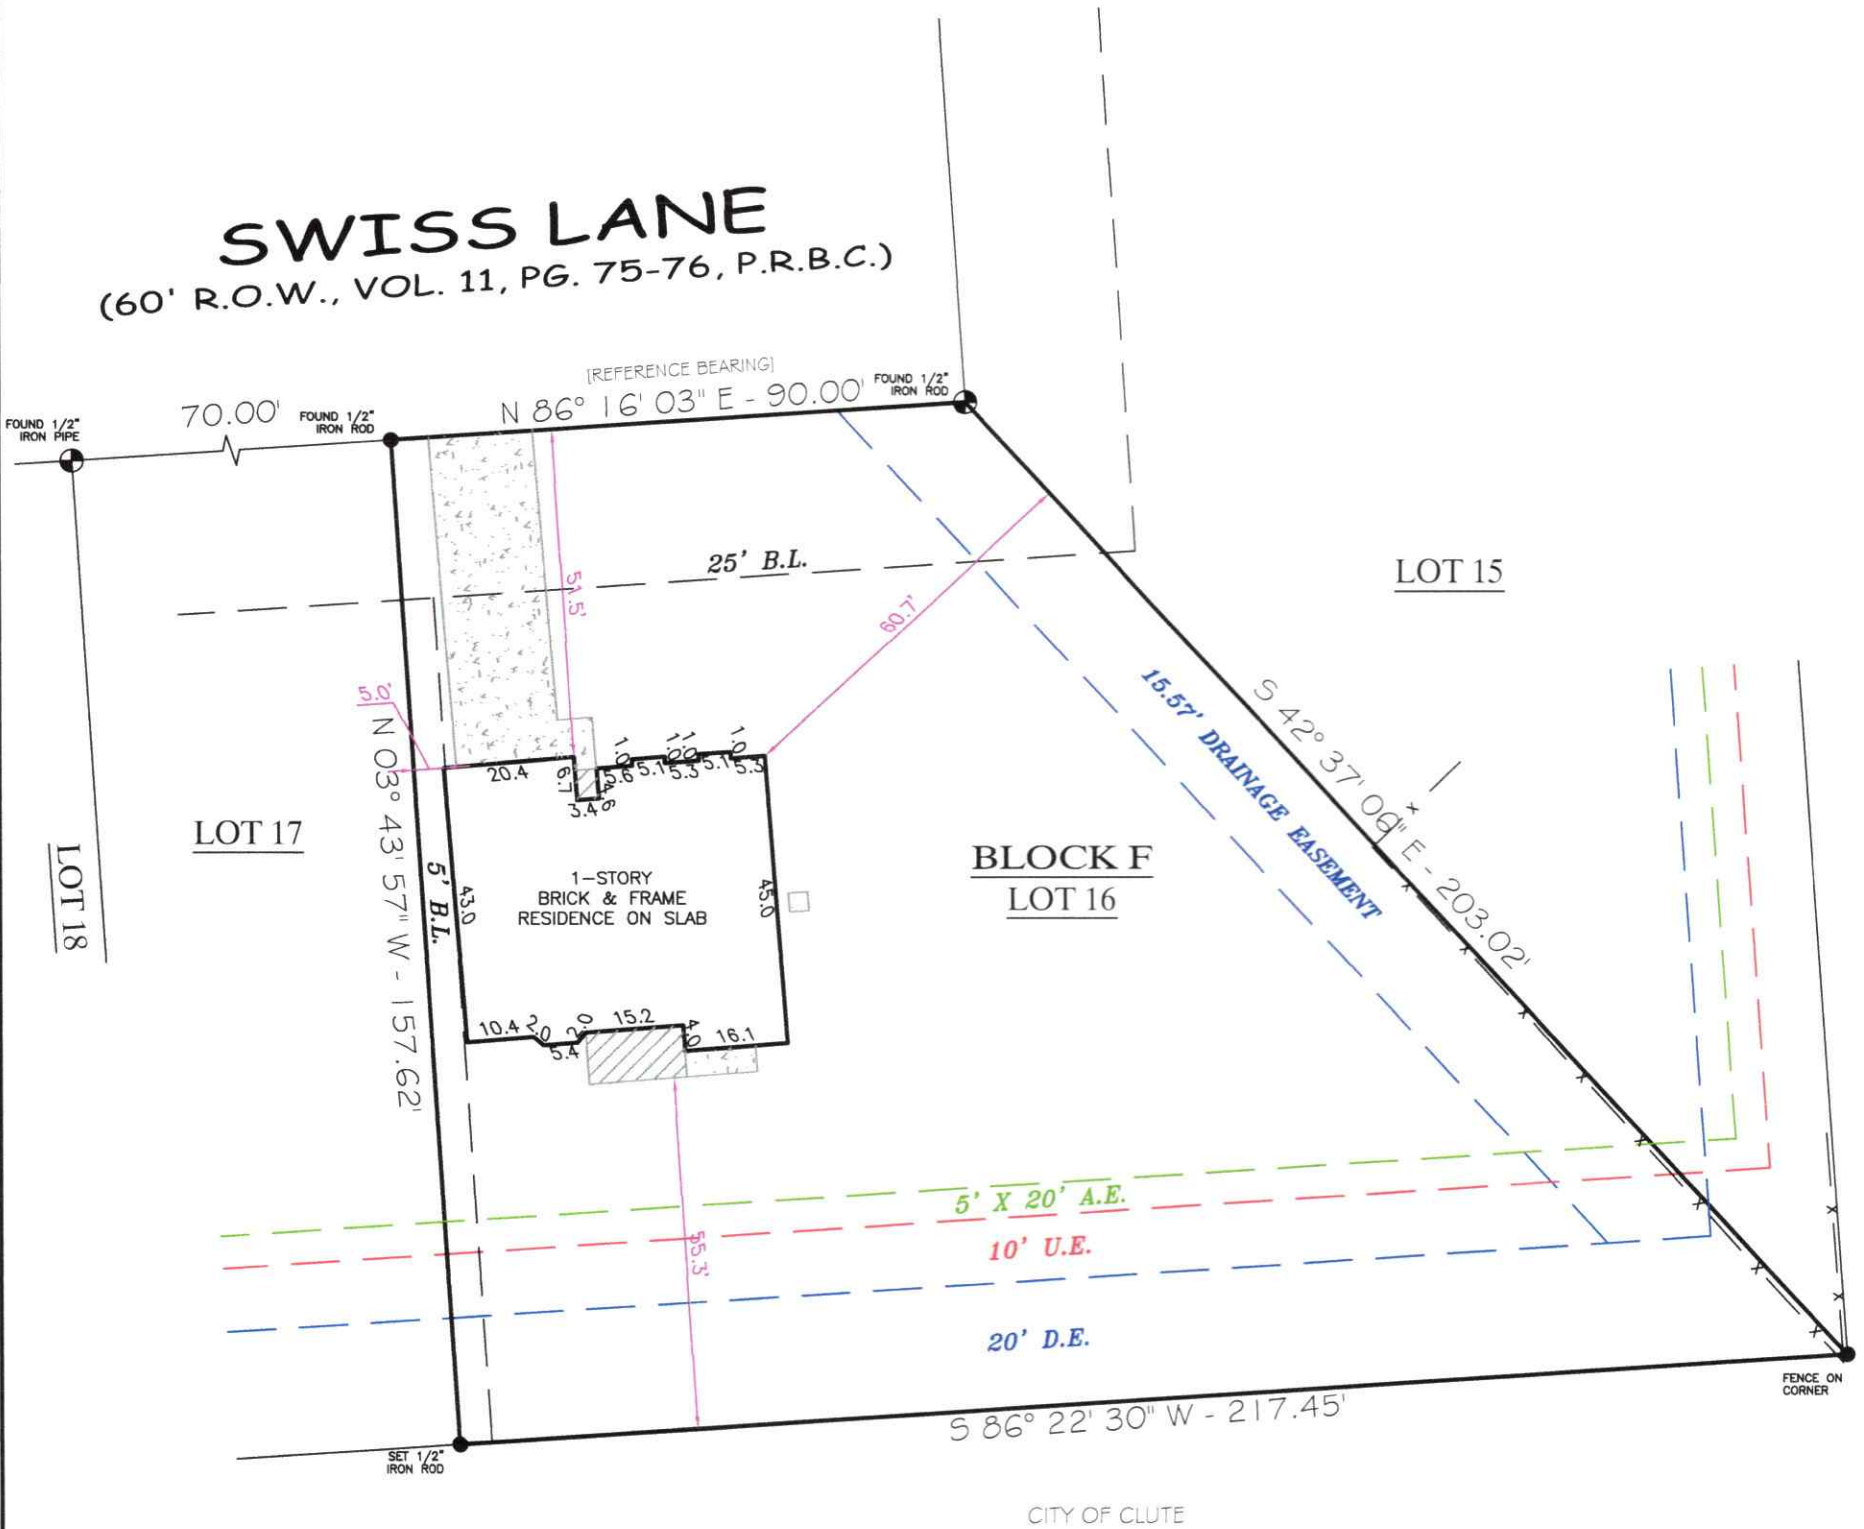 SWISS LANE
(60' R.O.W., VOL. 11, PG. 75-76, P.R.B.C.)
[REFERENCE BEARING]
N 86° 16' 03" E - 90.00'
FOUND 1/2"
IRON ROD
70.00'
FOUND 1/2"
IRON ROD
FOUND 1/2"
IRON PIPE
25' B.L.
51.5'
60.7'
LOT 15
5.0'
15.57' DRAINAGE EASEMENT
S 42° 37' 06" E - 203.02'
N 03° 43' 57" W - 157.62'
LOT 17
LOT 18
5' B.L.
20.4
6.7
3.4
4.6
5.6
1.0
5.1
1.0
5.3
1.0
5.1
1.0
5.3
43.0
45.0
1-STORY
BRICK & FRAME
RESIDENCE ON SLAB
BLOCK F
LOT 16
10.4
2.0
5.4
2.0
15.2
4.0
16.1
55.3'
5' X 20' A.E.
10' U.E.
20' D.E.
FENCE ON
CORNER
S 86° 22' 30" W - 217.45'
SET 1/2"
IRON ROD
CITY OF CLUTE